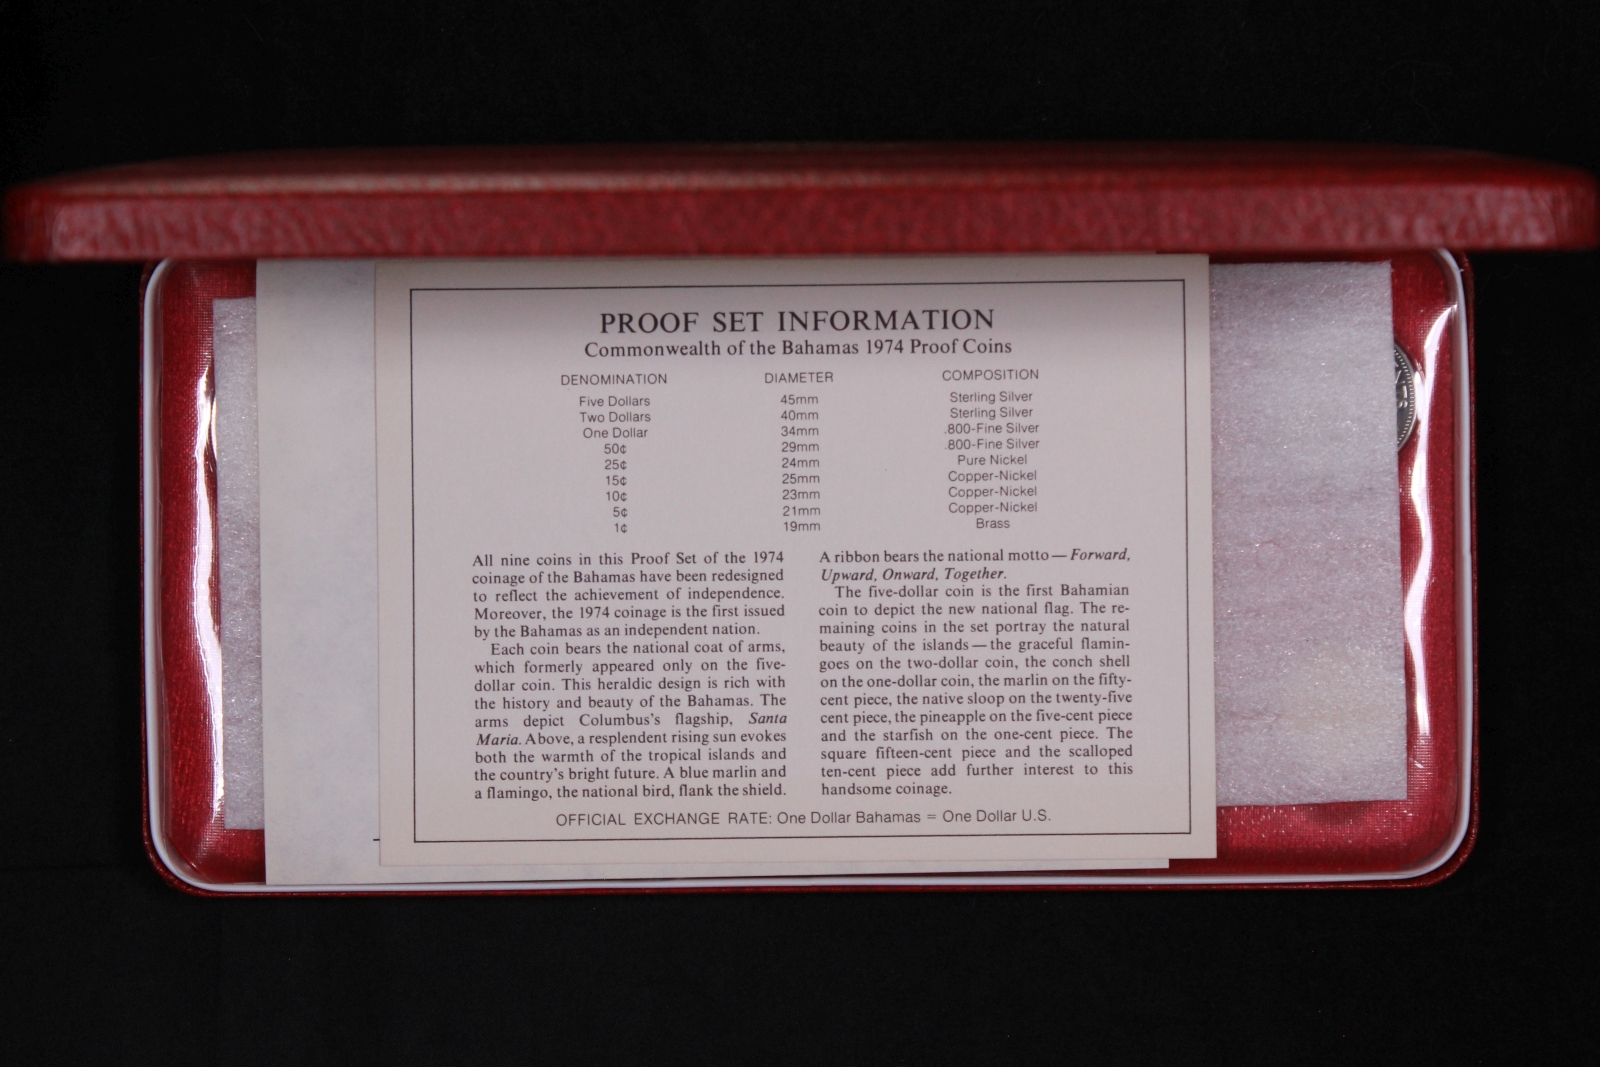 PROOF SET INFORMATION
Commonwealth of the Bahamas 1974 Proof Coins
DENOMINATION DIAMETER COMPOSITION
Five Dollars 45mm Sterling Silver
Two Dollars 40mm Sterling Silver
One Dollar 34mm .800-Fine Silver
50¢ 29mm .800-Fine Silver
25¢ 24mm Pure Nickel
15¢ 25mm Copper-Nickel
10¢ 23mm Copper-Nickel
5¢ 21mm Copper-Nickel
1¢ 19mm Brass
All nine coins in this Proof Set of the 1974
coinage of the Bahamas have been redesigned
to reflect the achievement of independence.
Moreover, the 1974 coinage is the first issued
by the Bahamas as an independent nation.
Each coin bears the national coat of arms,
which formerly appeared only on the five-
dollar coin. This heraldic design is rich with
the history and beauty of the Bahamas. The
arms depict Columbus's flagship, Santa
Maria. Above, a resplendent rising sun evokes
both the warmth of the tropical islands and
the country's bright future. A blue marlin and
a flamingo, the national bird, flank the shield.
A ribbon bears the national motto — Forward,
Upward, Onward, Together.
The five-dollar coin is the first Bahamian
coin to depict the new national flag. The re-
maining coins in the set portray the natural
beauty of the islands — the graceful flamin-
goes on the two-dollar coin, the conch shell
on the one-dollar coin, the marlin on the fifty-
cent piece, the native sloop on the twenty-five
cent piece, the pineapple on the five-cent piece
and the starfish on the one-cent piece. The
square fifteen-cent piece and the scalloped
ten-cent piece add further interest to this
handsome coinage.
OFFICIAL EXCHANGE RATE: One Dollar Bahamas = One Dollar U.S.